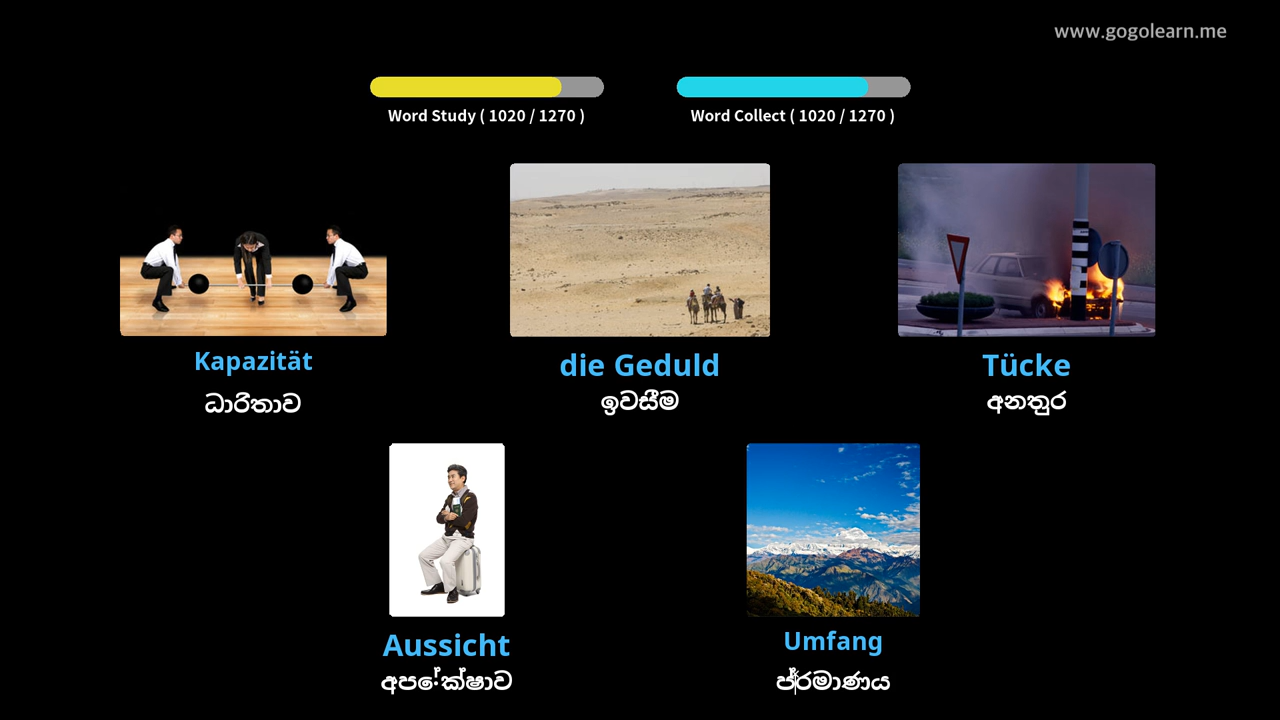 www.gogolearn.me
Word Study ( 1020 / 1270 )
Word Collect ( 1020 / 1270 )
Kapazität
ධාරිතාව
die Geduld
ඉවසීම
Tücke
අනතුර
Aussicht
අපේක්ෂාව
Umfang
ප්රමාණය